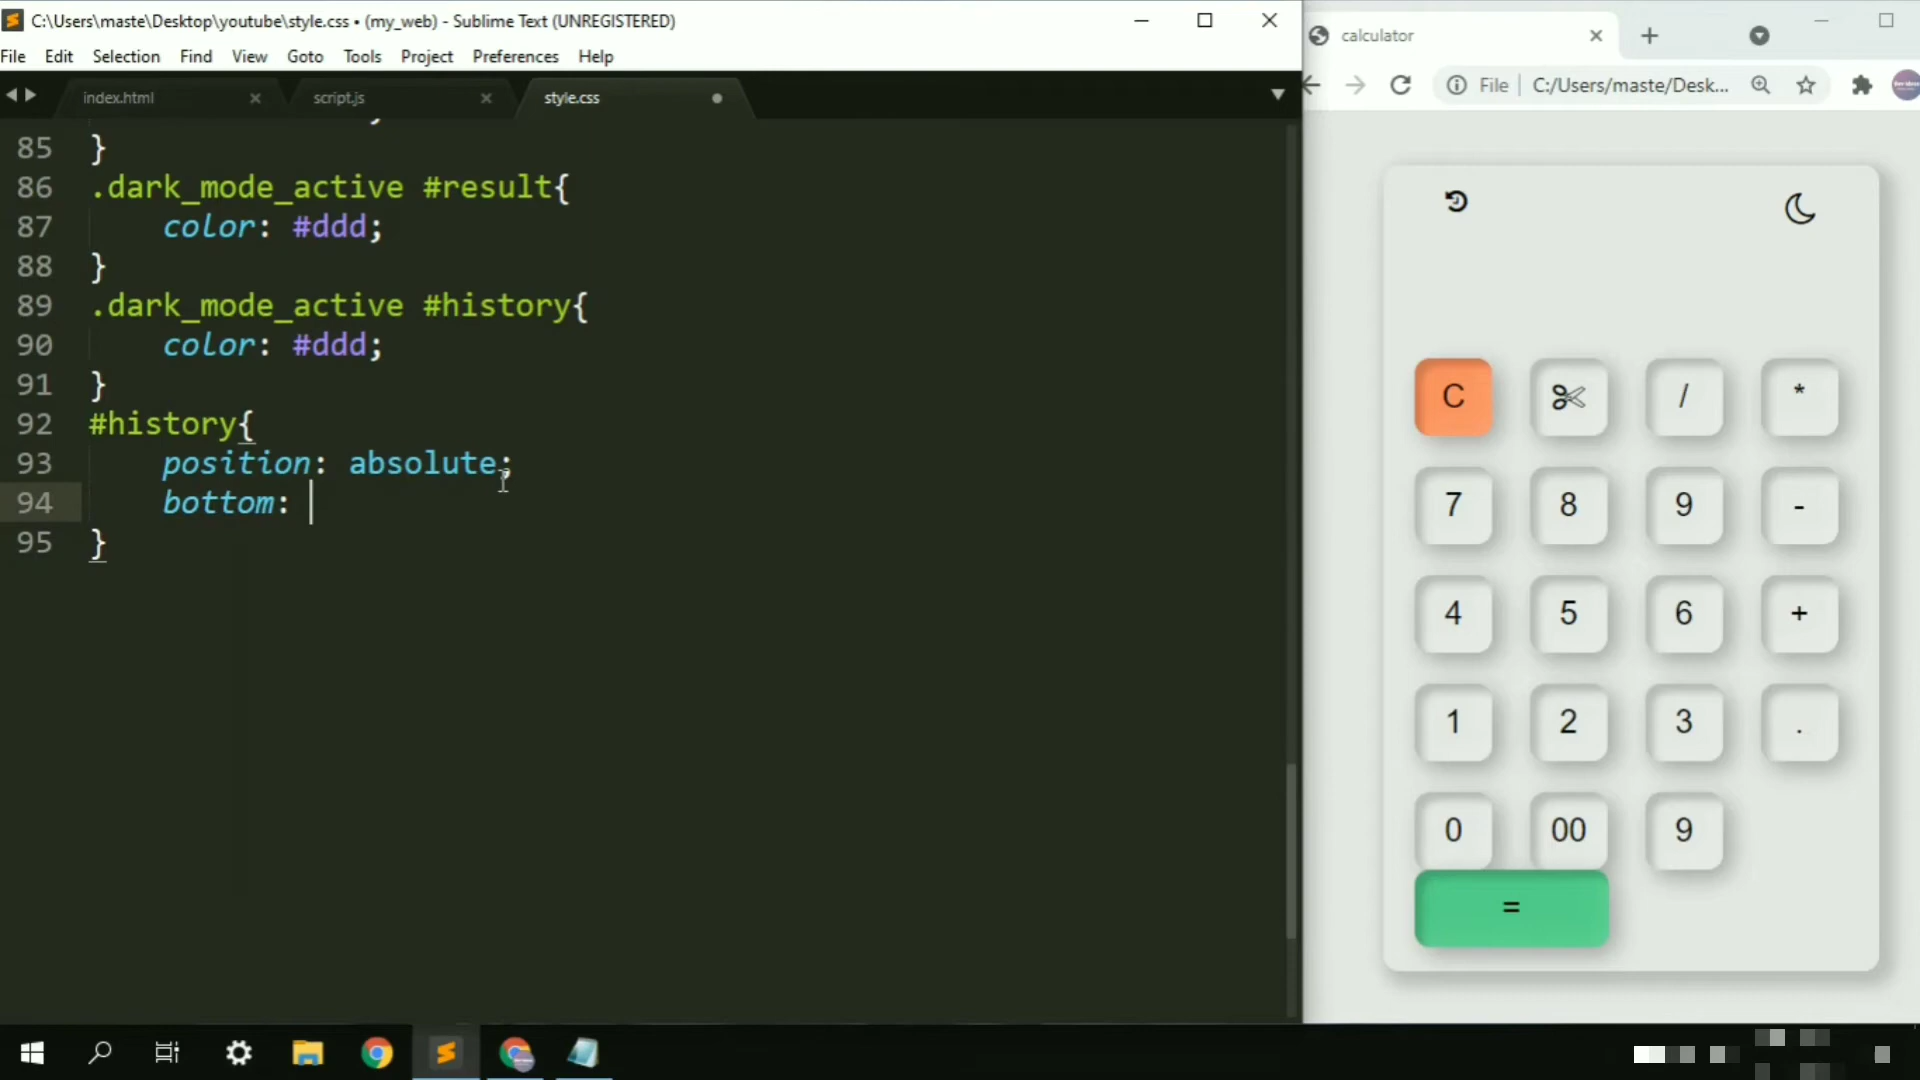 C:\Users\maste\Desktop\youtube\style.css • (my_web) - Sublime Text (UNREGISTERED)
File Edit Selection Find View Goto Tools Project Preferences Help
index.html script.js style.css
85 }
86 .dark_mode_active #result{
87 color: #ddd;
88 }
89 .dark_mode_active #history{
90 color: #ddd;
91 }
92 #history{
93 position: absolute;
94 bottom:
95 }
calculator
File C:/Users/maste/Desk...
C / *
7 8 9 -
4 5 6 +
1 2 3 .
0 00 9
=